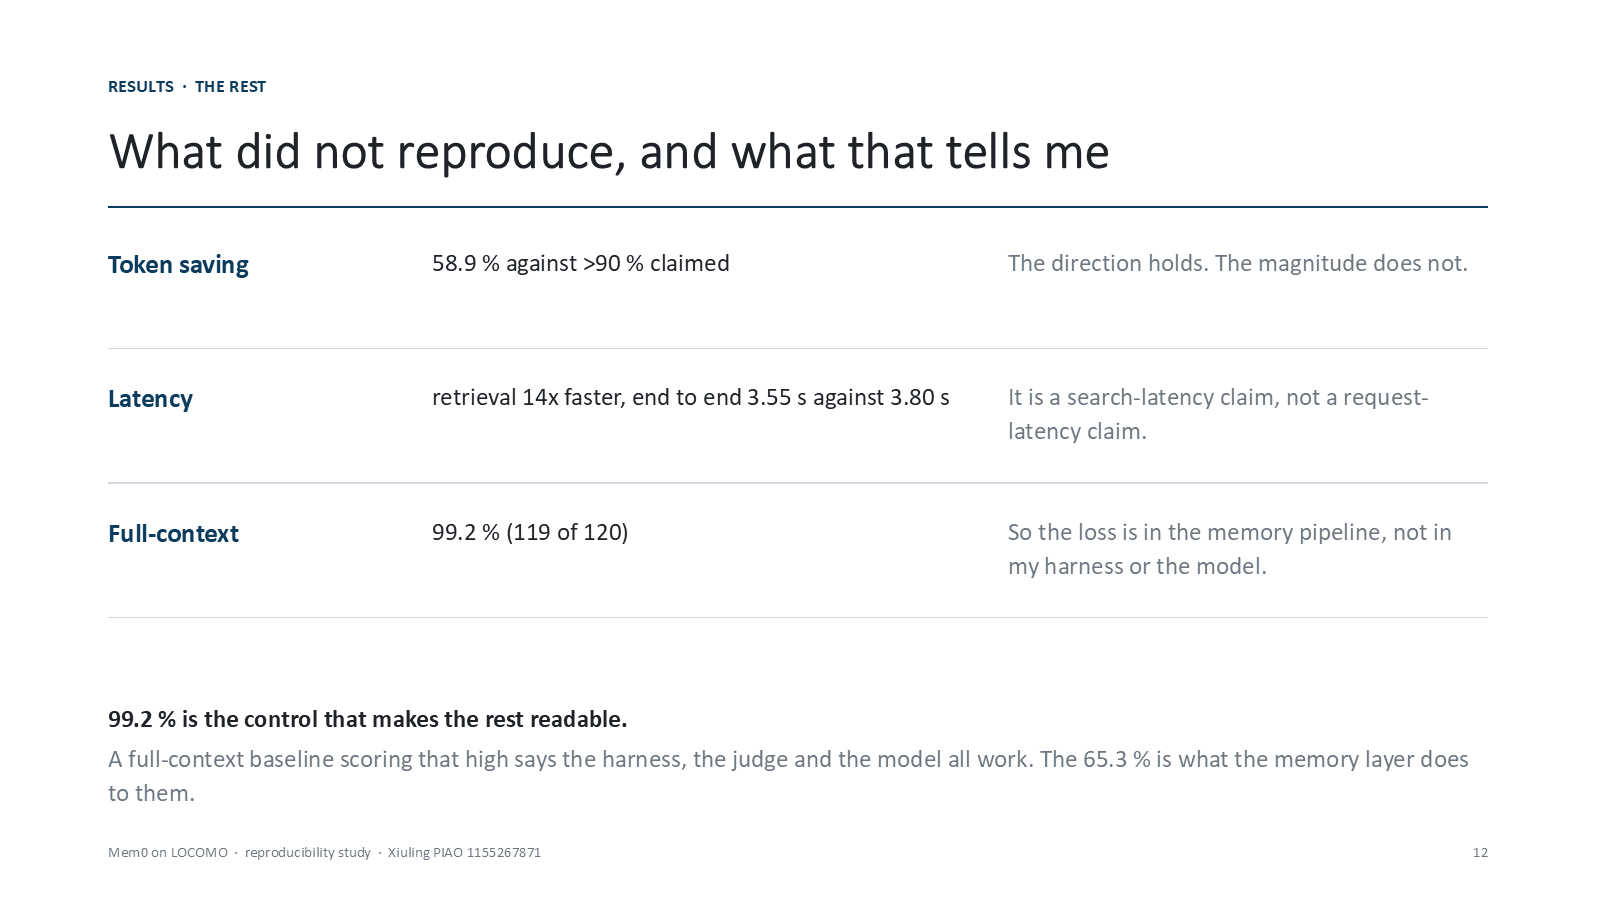 RESULTS · THE REST
What did not reproduce, and what that tells me
Token saving
58.9 % against >90 % claimed
The direction holds. The magnitude does not.
Latency
retrieval 14x faster, end to end 3.55 s against 3.80 s
It is a search-latency claim, not a request-
latency claim.
Full-context
99.2 % (119 of 120)
So the loss is in the memory pipeline, not in
my harness or the model.
99.2 % is the control that makes the rest readable.
A full-context baseline scoring that high says the harness, the judge and the model all work. The 65.3 % is what the memory layer does
to them.
Mem0 on LOCOMO · reproducibility study · Xiuling PIAO 1155267871
12